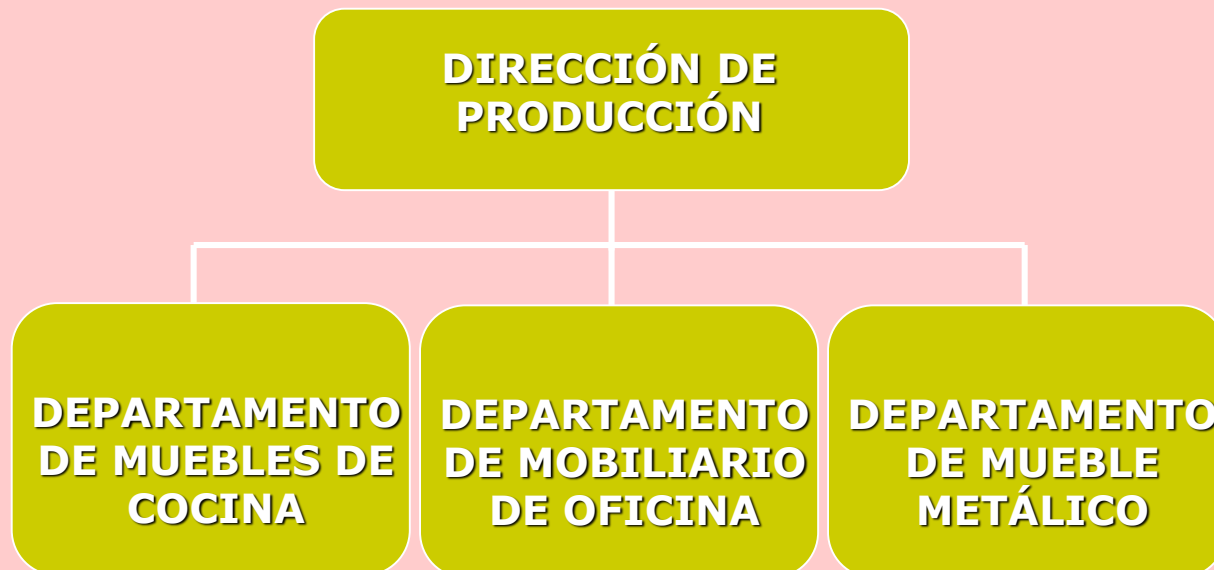 DIRECCIÓN DE
PRODUCCIÓN
DEPARTAMENTO
DE MUEBLES DE
COCINA
DEPARTAMENTO
DE MOBILIARIO
DE OFICINA
DEPARTAMENTO
DE MUEBLE
METÁLICO